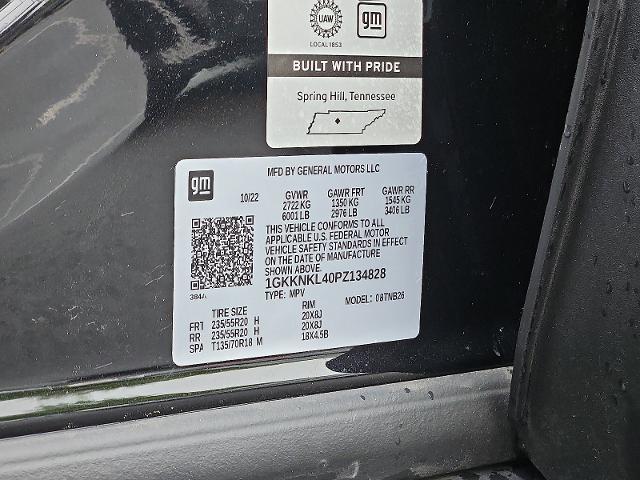 UAW
gm
LOCAL 1853
BUILT WITH PRIDE
Spring Hill, Tennessee
gm
MFD BY GENERAL MOTORS LLC
10/22 GVWR GAWR FRT GAWR RR
2722 KG 1350 KG 1545 KG
6001 LB 2976 LB 3406 LB
THIS VEHICLE CONFORMS TO ALL
APPLICABLE U.S. FEDERAL MOTOR
VEHICLE SAFETY STANDARDS IN EFFECT
ON THE DATE OF MANUFACTURE
SHOWN ABOVE.
384A
1GKKNKL40PZ134828
TYPE: MPV MODEL: 08TNB26
TIRE SIZE RIM
FRT 235/55R20 H 20X8J
RR 235/55R20 H 20X8J
SPA T135/70R18 M 18X4.5B